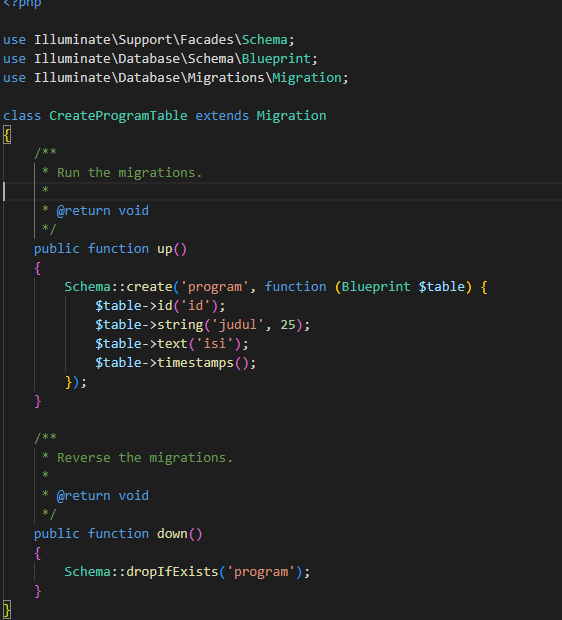 <?php
use Illuminate\Support\Facades\Schema;
use Illuminate\Database\Schema\Blueprint;
use Illuminate\Database\Migrations\Migration;
class CreateProgramTable extends Migration
{
/**
* Run the migrations.
*
* @return void
*/
public function up()
{
Schema::create('program', function (Blueprint $table) {
$table->id('id');
$table->string('judul', 25);
$table->text('isi');
$table->timestamps();
});
}
/**
* Reverse the migrations.
*
* @return void
*/
public function down()
{
Schema::dropIfExists('program');
}
}